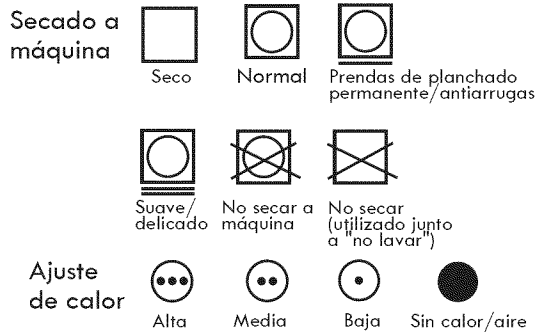 Secado a
máquina
Seco
Normal
Prendas de planchado
permanente/antiarrugas
Suave/
delicado
No secar a
máquina
No secar
(utilizado junto
a "no lavar")
Ajuste
de calor
Alta
Media
Baja
Sin calor/aire